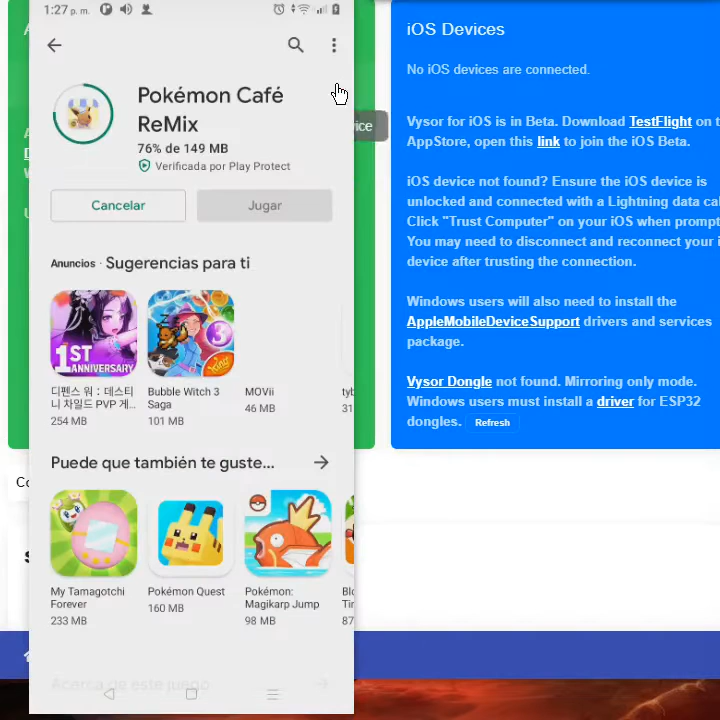 1:27 p. m.
Pokémon Café
ReMix
76% de 149 MB
Verificada por Play Protect
Cancelar
Jugar
Anuncios · Sugerencias para ti
1ST
ANNIVERSARY
3
King
디펜스 워 : 데스티
니 차일드 PVP 게...
254 MB
Bubble Witch 3
Saga
101 MB
MOVii
46 MB
Puede que también te guste...
My Tamagotchi
Forever
233 MB
Pokémon Quest
160 MB
Pokémon:
Magikarp Jump
98 MB
Acerca de este juego
iOS Devices
No iOS devices are connected.
Vysor for iOS is in Beta. Download TestFlight on t
AppStore, open this link to join the iOS Beta.
iOS device not found? Ensure the iOS device is
unlocked and connected with a Lightning data cal
Click "Trust Computer" on your iOS when prompt
You may need to disconnect and reconnect your i
device after trusting the connection.
Windows users will also need to install the
AppleMobileDeviceSupport drivers and services
package.
Vysor Dongle not found. Mirroring only mode.
Windows users must install a driver for ESP32
dongles. Refresh